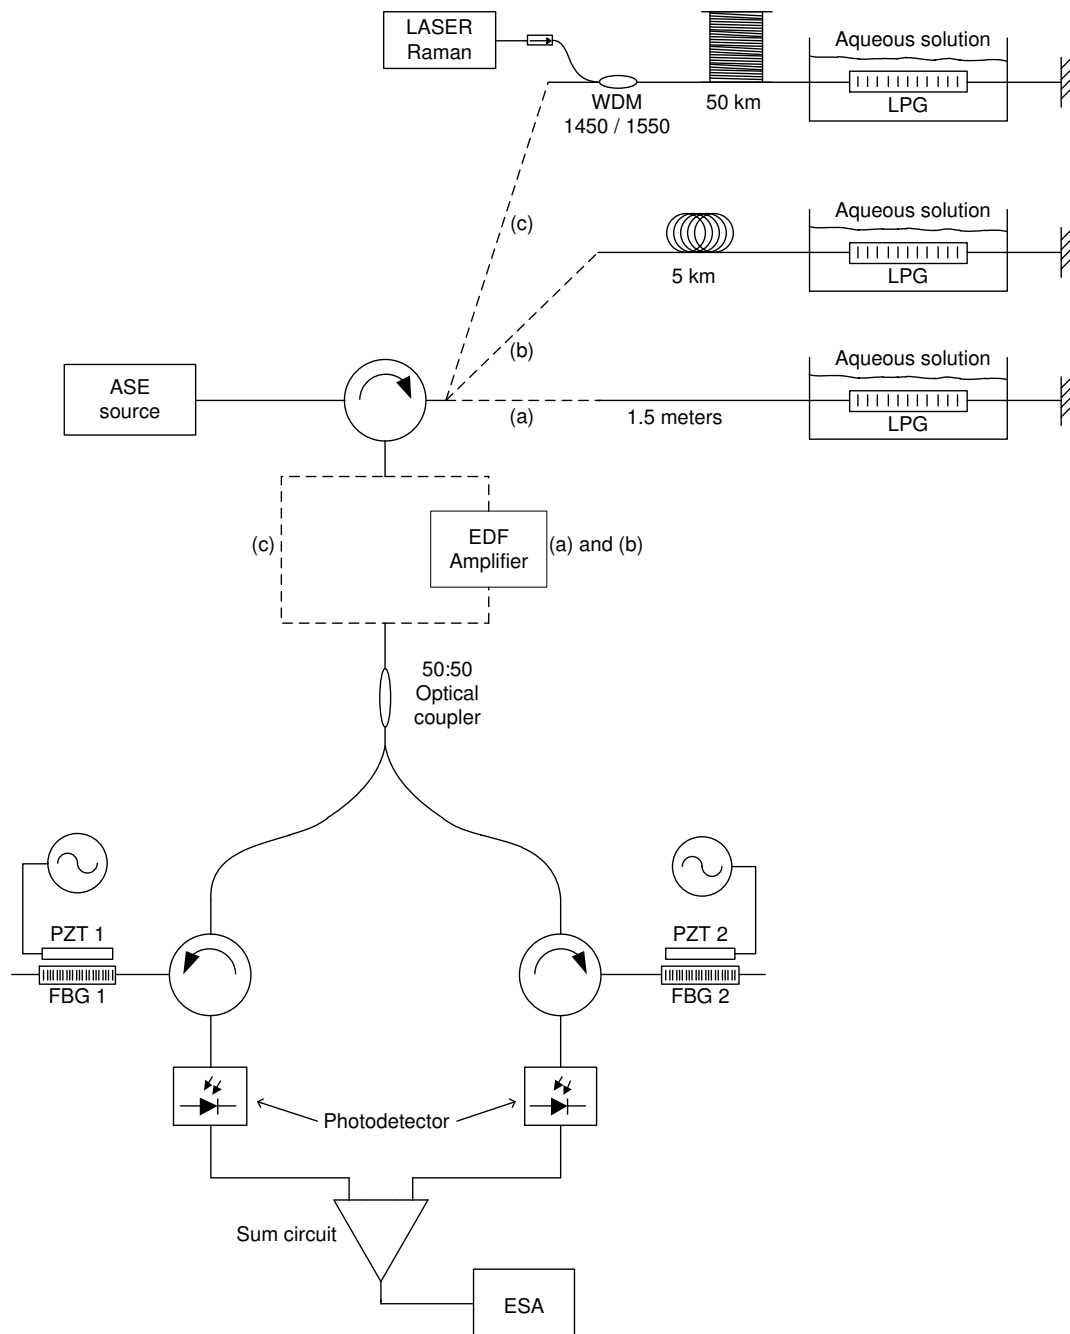 LASER
Raman
WDM
1450 / 1550
50 km
Aqueous solution
LPG
(c)
Aqueous solution
5 km
LPG
(b)
ASE
source
(a)
1.5 meters
Aqueous solution
LPG
(c)
EDF
Amplifier
(a) and (b)
50:50
Optical
coupler
PZT 1
FBG 1
PZT 2
FBG 2
Photodetector
Sum circuit
ESA